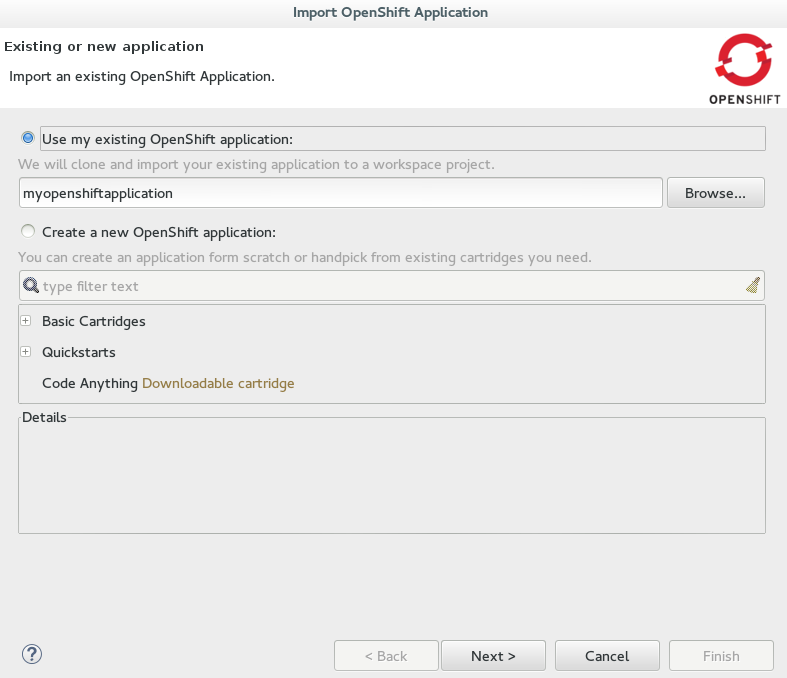 Import OpenShift Application
Existing or new application
Import an existing OpenShift Application.
OPENSHIFT
Use my existing OpenShift application:
We will clone and import your existing application to a workspace project.
myopenshiftapplication
Browse...
Create a new OpenShift application:
You can create an application form scratch or handpick from existing cartridges you need.
type filter text
Basic Cartridges
Quickstarts
Code Anything Downloadable cartridge
Details
? < Back Next > Cancel Finish